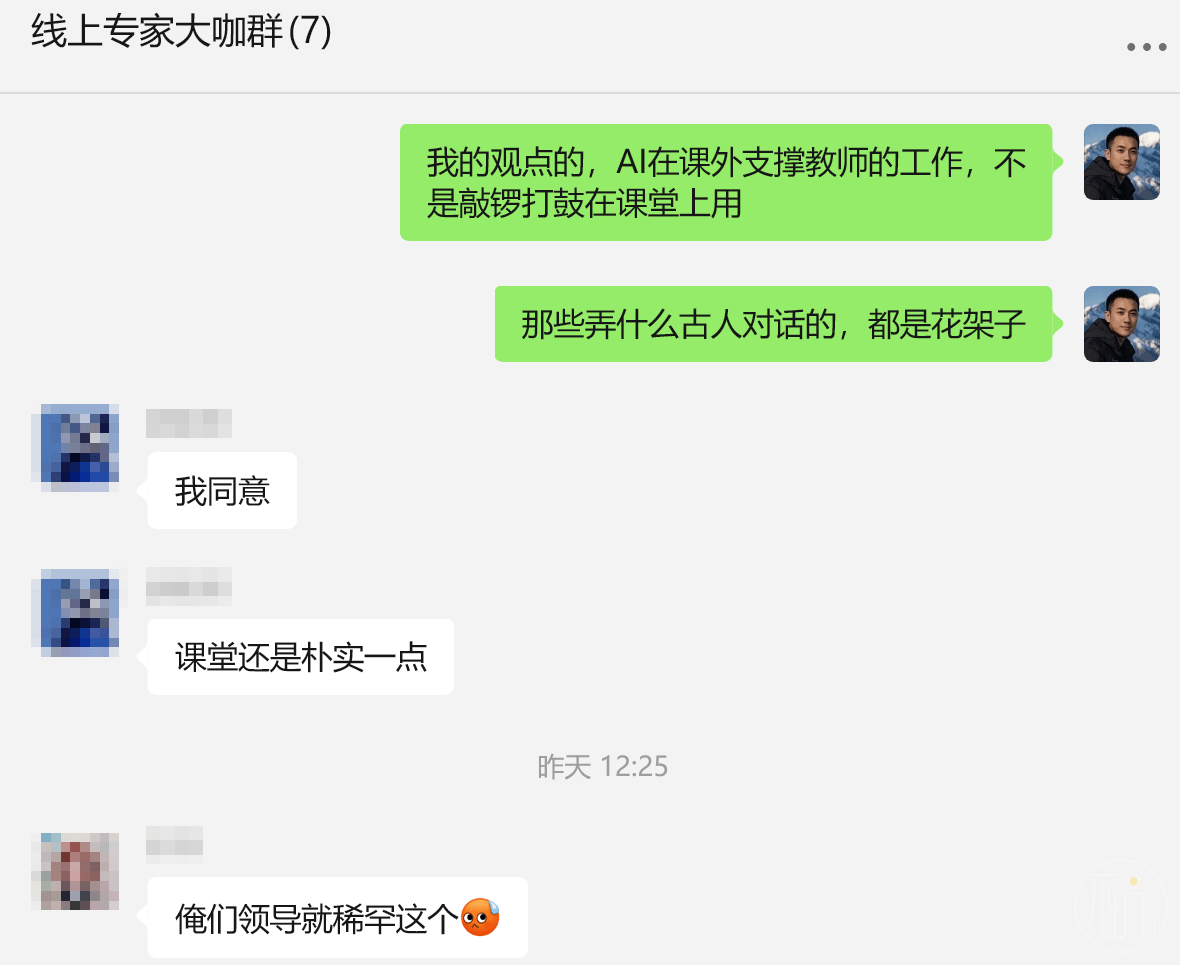 线上专家大咖群(7)
我的观点的，AI在课外支撑教师的工作，不
是敲锣打鼓在课堂上用
那些弄什么古人对话的，都是花架子
我同意
课堂还是朴实一点
昨天 12:25
俺们领导就稀罕这个